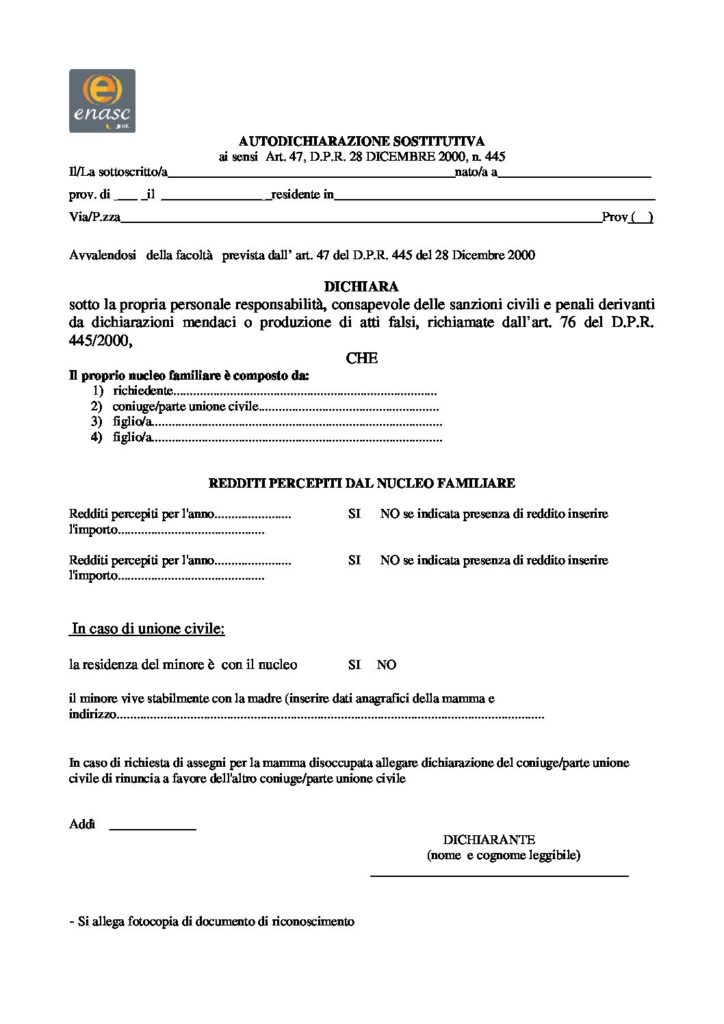 enasc
AUTODICHIARAZIONE SOSTITUTIVA
ai sensi Art. 47, D.P.R. 28 DICEMBRE 2000, n. 445
Il/La sottoscritto/a____________________________________________nato/a a________________________
prov. di ___ _il ________________ _residente in_________________________________________________
Via/P.zza__________________________________________________________________________Prov (__)
Avvalendosi della facoltà prevista dall' art. 47 del D.P.R. 445 del 28 Dicembre 2000
DICHIARA
sotto la propria personale responsabilità, consapevole delle sanzioni civili e penali derivanti
da dichiarazioni mendaci o produzione di atti falsi, richiamate dall'art. 76 del D.P.R.
445/2000,
CHE
Il proprio nucleo familiare è composto da:
1) richiedente...............................................................................
2) coniuge/parte unione civile......................................................
3) figlio/a.......................................................................................
4) figlio/a.......................................................................................
REDDITI PERCEPITI DAL NUCLEO FAMILIARE
Redditi percepiti per l'anno....................... SI NO se indicata presenza di reddito inserire
l'importo............................................
Redditi percepiti per l'anno....................... SI NO se indicata presenza di reddito inserire
l'importo............................................
In caso di unione civile:
la residenza del minore è con il nucleo SI NO
il minore vive stabilmente con la madre (inserire dati anagrafici della mamma e
indirizzo................................................................................................................................
In caso di richiesta di assegni per la mamma disoccupata allegare dichiarazione del coniuge/parte unione
civile di rinuncia a favore dell'altro coniuge/parte unione civile
Addì _____________
DICHIARANTE
(nome e cognome leggibile)
_____________________________
- Si allega fotocopia di documento di riconoscimento